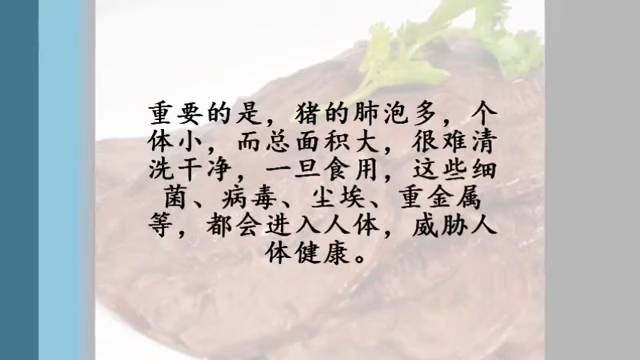 重要的是，猪的肺泡多，个
体小，而总面积大，很难清
洗干净，一旦食用，这些细
菌、病毒、尘埃、重金属
等，都会进入人体，威胁人
体健康。